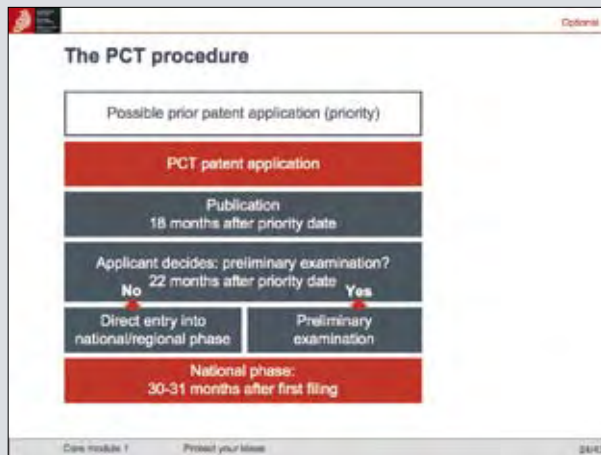 Optional
The PCT procedure
Possible prior patent application (priority)
PCT patent application
Publication
18 months after priority date
Applicant decides: preliminary examination?
22 months after priority date
No
Yes
Direct entry into
national/regional phase
Preliminary
examination
National phase:
30-31 months after first filing
Core module 1 Protect your ideas